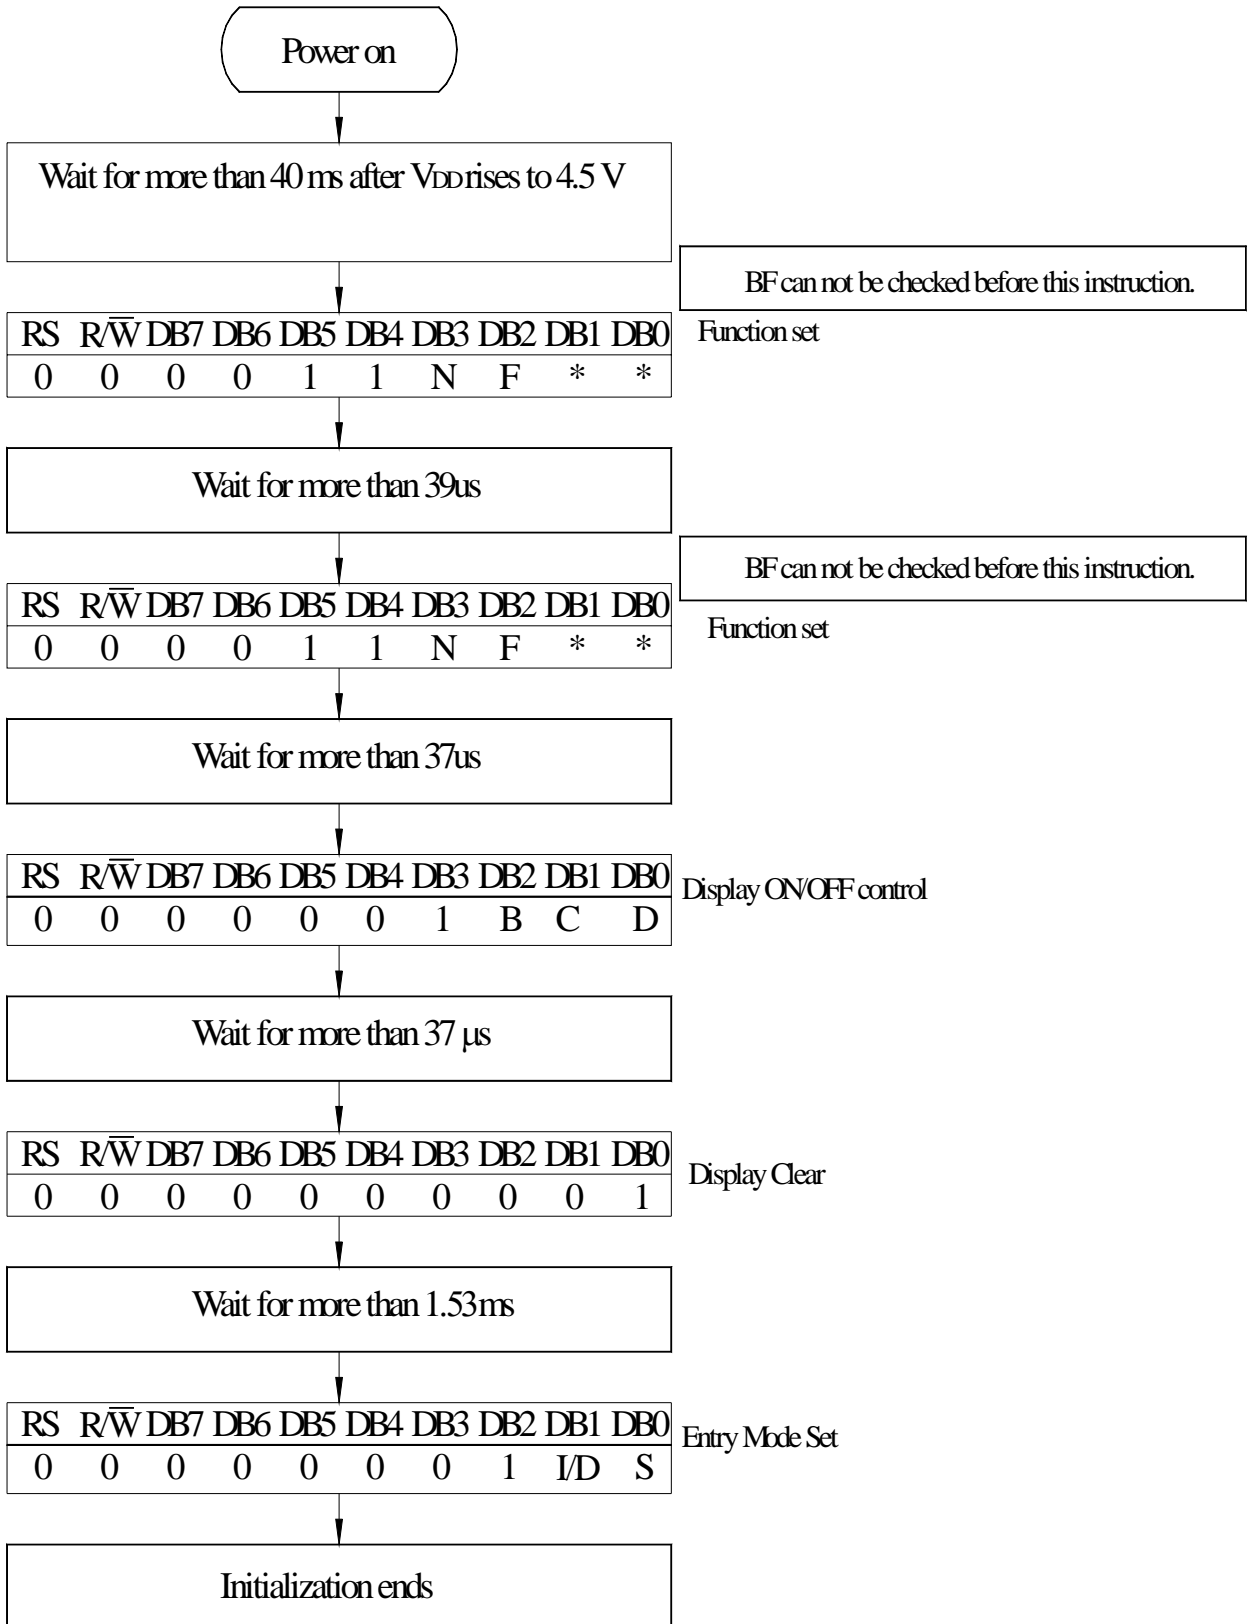 Power on
Wait for more than 40 ms after VDD rises to 4.5 V
BF can not be checked before this instruction.
RS R/W̅ DB7 DB6 DB5 DB4 DB3 DB2 DB1 DB0
Function set
0 0 0 0 1 1 N F * *
Wait for more than 39us
BF can not be checked before this instruction.
RS R/W̅ DB7 DB6 DB5 DB4 DB3 DB2 DB1 DB0
Function set
0 0 0 0 1 1 N F * *
Wait for more than 37us
RS R/W̅ DB7 DB6 DB5 DB4 DB3 DB2 DB1 DB0
Display ON/OFF control
0 0 0 0 0 0 1 B C D
Wait for more than 37 μs
RS R/W̅ DB7 DB6 DB5 DB4 DB3 DB2 DB1 DB0
Display Clear
0 0 0 0 0 0 0 0 0 1
Wait for more than 1.53ms
RS R/W̅ DB7 DB6 DB5 DB4 DB3 DB2 DB1 DB0
Entry Mode Set
0 0 0 0 0 0 0 1 I/D S
Initialization ends